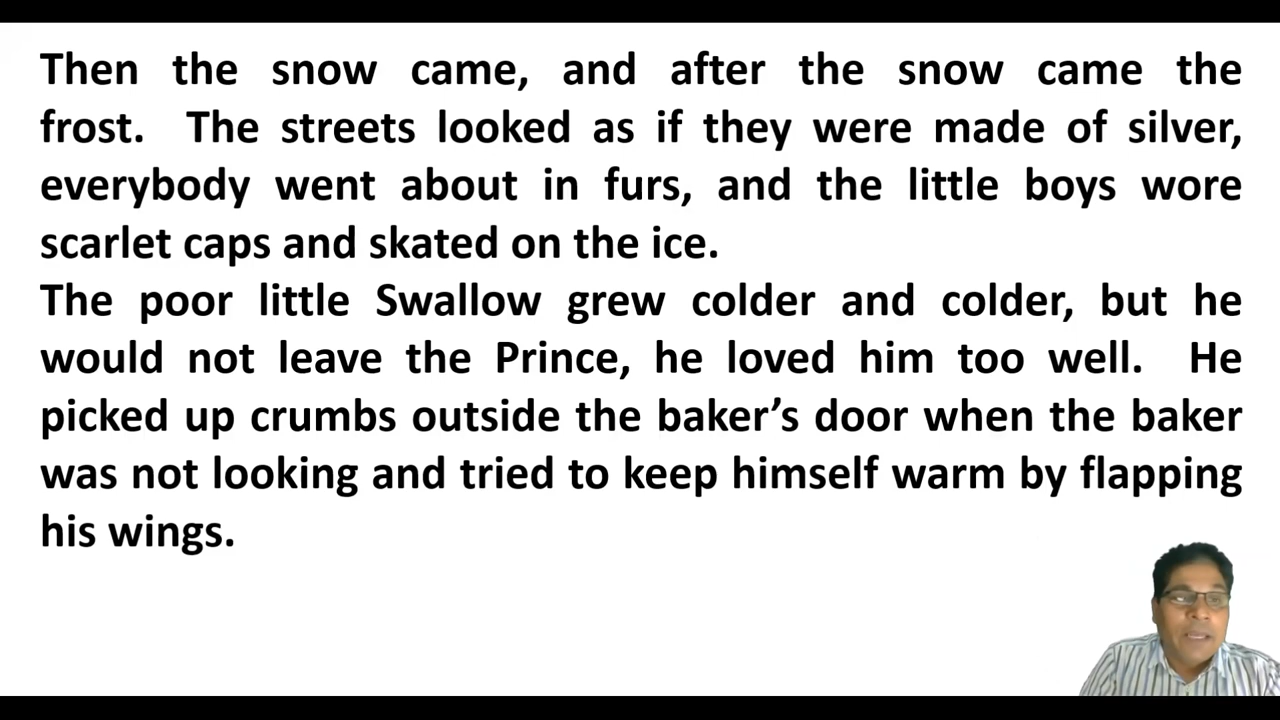 Then the snow came, and after the snow came the
frost.  The streets looked as if they were made of silver,
everybody went about in furs, and the little boys wore
scarlet caps and skated on the ice.
The poor little Swallow grew colder and colder, but he
would not leave the Prince, he loved him too well.  He
picked up crumbs outside the baker’s door when the baker
was not looking and tried to keep himself warm by flapping
his wings.